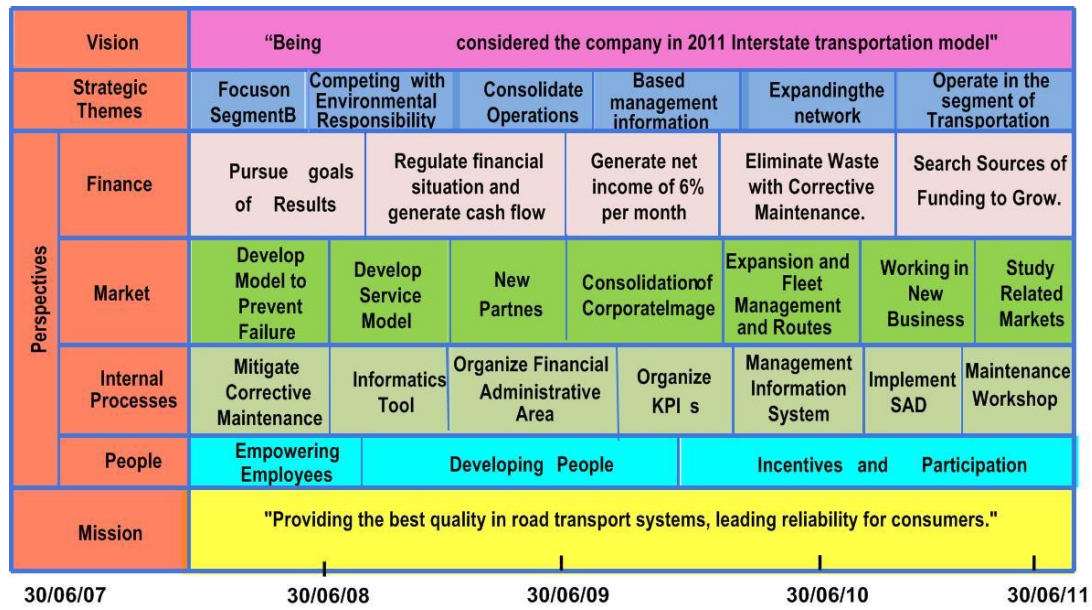 Vision
“Being considered the company in 2011 Interstate transportation model"
Strategic
Themes
Focuson
SegmentB
Competing with
Environmental
Responsibility
Consolidate
Operations
Based
management
information
Expandingthe
network
Operate in the
segment of
Transportation
Perspectives
Finance
Pursue goals
of Results
Regulate financial
situation and
generate cash flow
Generate net
income of 6%
per month
Eliminate Waste
with Corrective
Maintenance.
Search Sources of
Funding to Grow.
Market
Develop
Model to
Prevent
Failure
Develop
Service
Model
New
Partnes
Consolidationof
CorporateImage
Expansion and
Fleet
Management
and Routes
Working in
New
Business
Study
Related
Markets
Internal
Processes
Mitigate
Corrective
Maintenance
Informatics
Tool
Organize Financial
Administrative
Area
Organize
KPI s
Management
Information
System
Implement
SAD
Maintenance
Workshop
People
Empowering
Employees
Developing People
Incentives and Participation
Mission
"Providing the best quality in road transport systems, leading reliability for consumers."
30/06/07 30/06/08 30/06/09 30/06/10 30/06/11